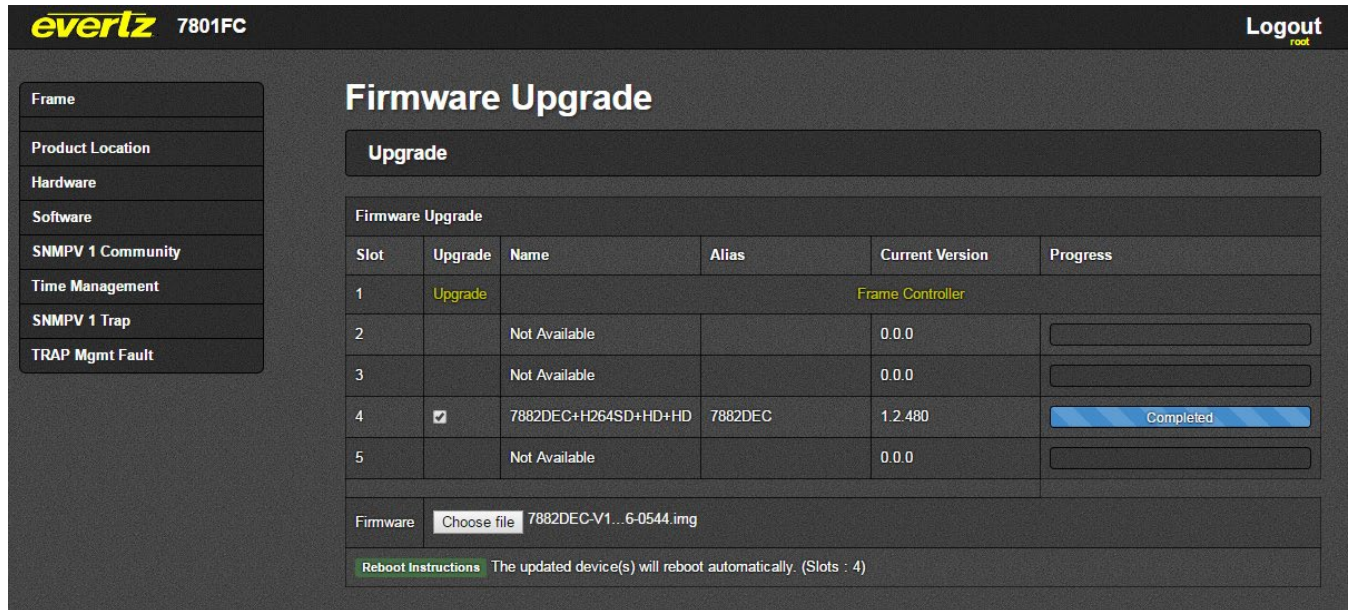 evertz 7801FC
Logout
root
Frame
Product Location
Hardware
Software
SNMPV 1 Community
Time Management
SNMPV 1 Trap
TRAP Mgmt Fault
Firmware Upgrade
Upgrade
Firmware Upgrade
Slot Upgrade Name Alias Current Version Progress
1 Upgrade Frame Controller
2 Not Available 0.0.0
3 Not Available 0.0.0
4 7882DEC+H264SD+HD+HD 7882DEC 1.2.480 Completed
5 Not Available 0.0.0
Firmware Choose file 7882DEC-V1...6-0544.img
Reboot Instructions The updated device(s) will reboot automatically. (Slots : 4)